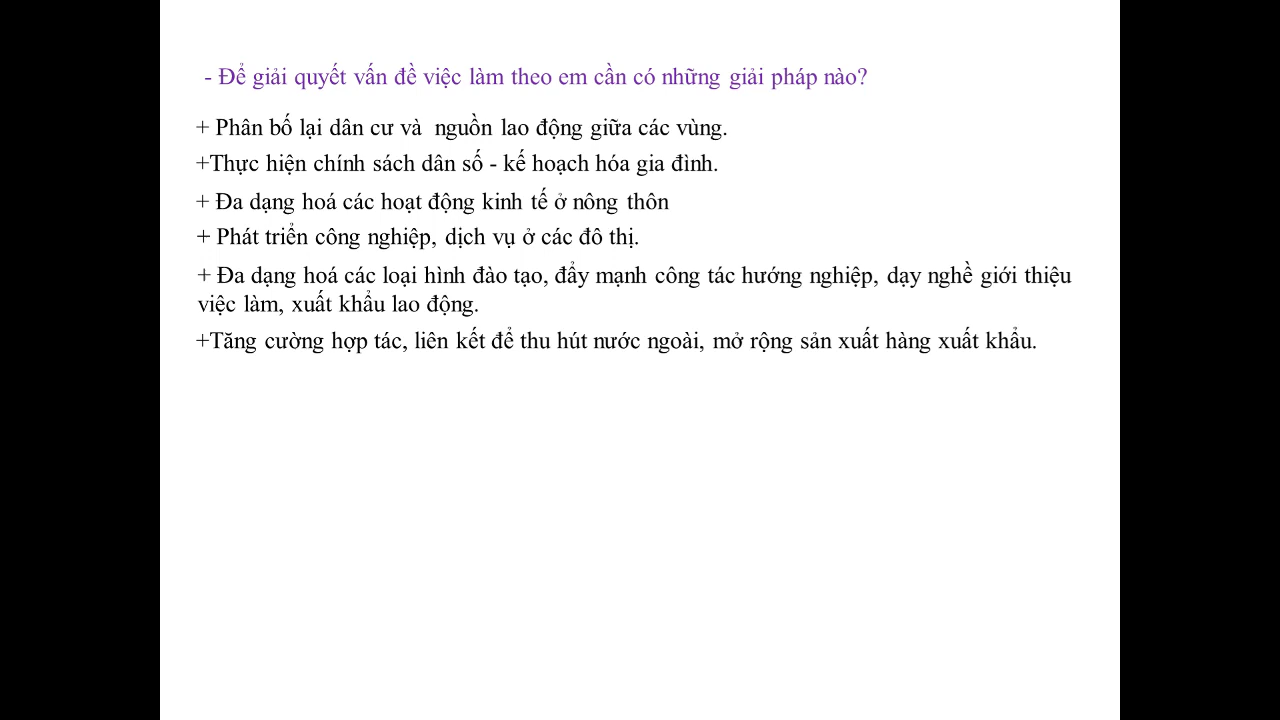 - Để giải quyết vấn đề việc làm theo em cần có những giải pháp nào?
+ Phân bố lại dân cư và  nguồn lao động giữa các vùng.
+Thực hiện chính sách dân số - kế hoạch hóa gia đình.
+ Đa dạng hoá các hoạt động kinh tế ở nông thôn
+ Phát triển công nghiệp, dịch vụ ở các đô thị.
+ Đa dạng hoá các loại hình đào tạo, đẩy mạnh công tác hướng nghiệp, dạy nghề giới thiệu
việc làm, xuất khẩu lao động.
+Tăng cường hợp tác, liên kết để thu hút nước ngoài, mở rộng sản xuất hàng xuất khẩu.